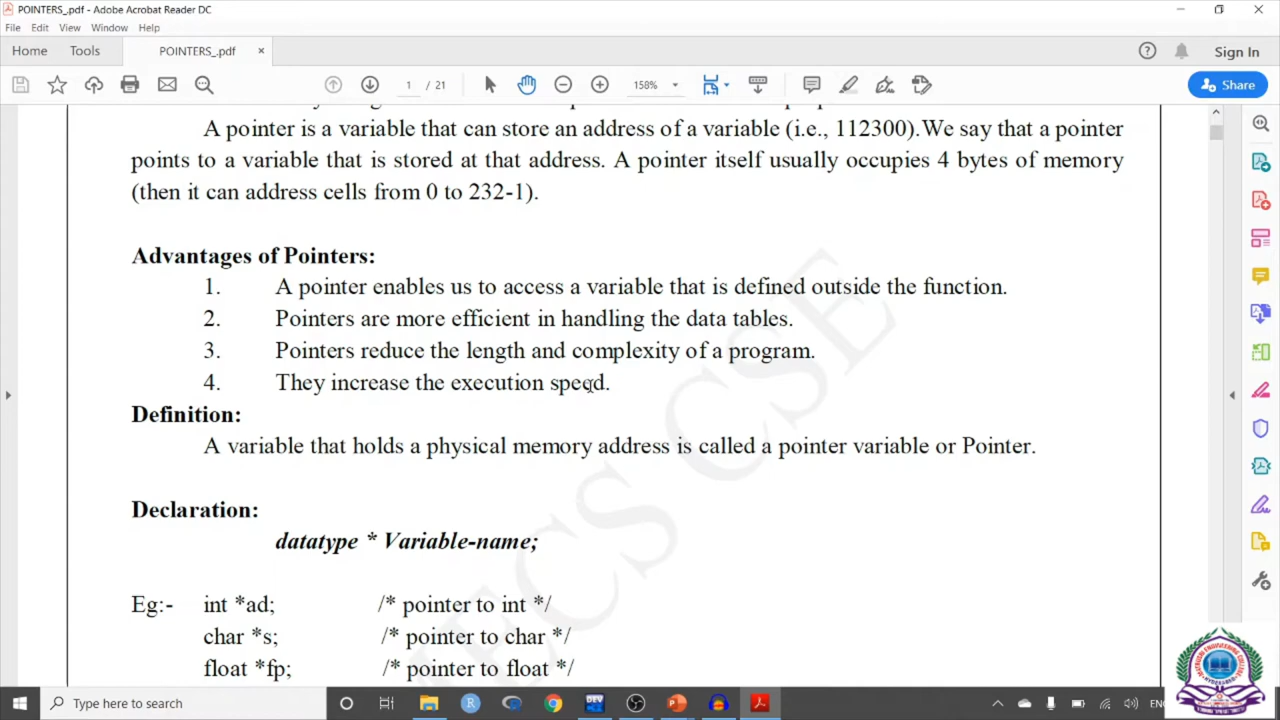 POINTERS_.pdf - Adobe Acrobat Reader DC
File Edit View Window Help
Home Tools POINTERS_.pdf × Sign In
1 / 21 158% Share
A pointer is a variable that can store an address of a variable (i.e., 112300).We say that a pointer
points to a variable that is stored at that address. A pointer itself usually occupies 4 bytes of memory
(then it can address cells from 0 to 232-1).
Advantages of Pointers:
1. A pointer enables us to access a variable that is defined outside the function.
2. Pointers are more efficient in handling the data tables.
3. Pointers reduce the length and complexity of a program.
4. They increase the execution speed.
Definition:
A variable that holds a physical memory address is called a pointer variable or Pointer.
Declaration:
datatype * Variable-name;
Eg:- int *ad; /* pointer to int */
char *s; /* pointer to char */
float *fp; /* pointer to float */
ECS CSE
Type here to search